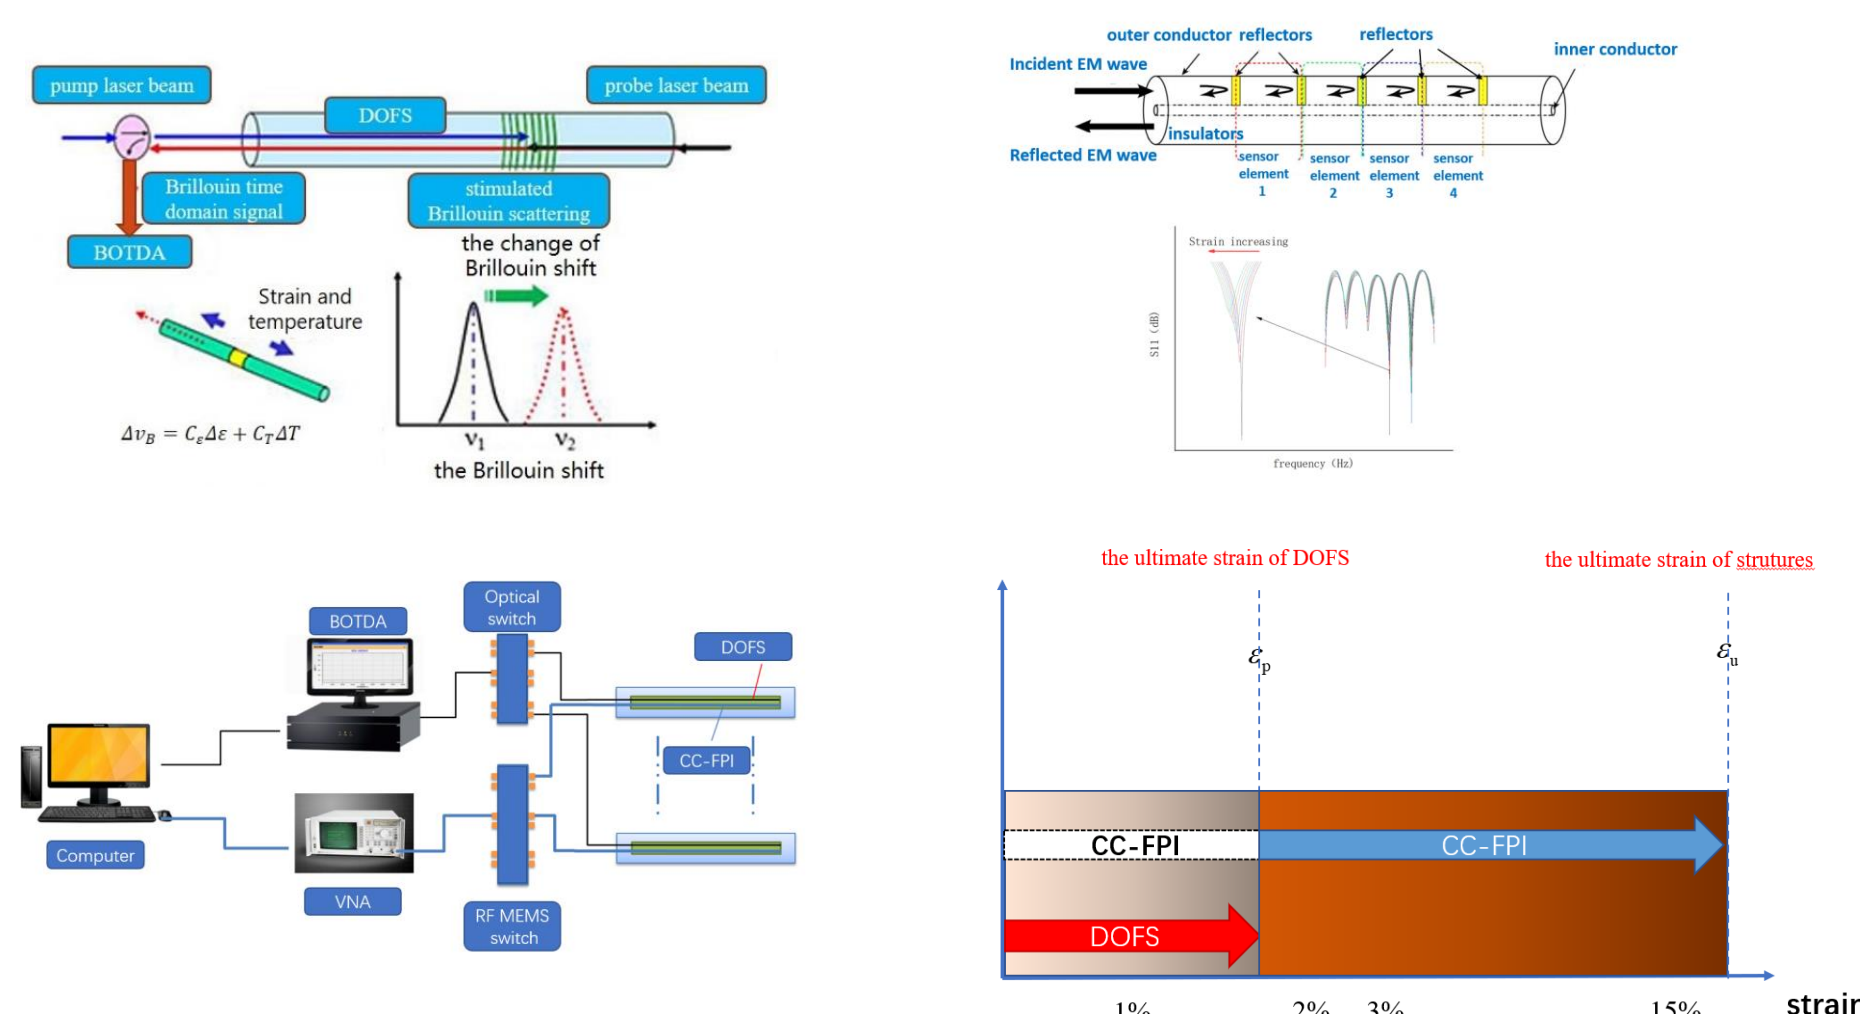 pump laser beam
DOFS
probe laser beam
Brillouin time
domain signal
stimulated
Brillouin scattering
BOTDA
the change of
Brillouin shift
Strain and
temperature
Δv_B = C_εΔε + C_TΔT
ν₁
ν₂
the Brillouin shift
outer conductor
reflectors
reflectors
inner conductor
Incident EM wave
insulators
Reflected EM wave
sensor
element
1
sensor
element
2
sensor
element
3
sensor
element
4
Strain increasing
S11 (dB)
frequency (Hz)
Optical
switch
BOTDA
DOFS
CC-FPI
Computer
VNA
RF MEMS
switch
the ultimate strain of DOFS
the ultimate strain of strutures
ε_p
ε_u
CC-FPI
CC-FPI
DOFS
1%
2%
3%
15%
strain